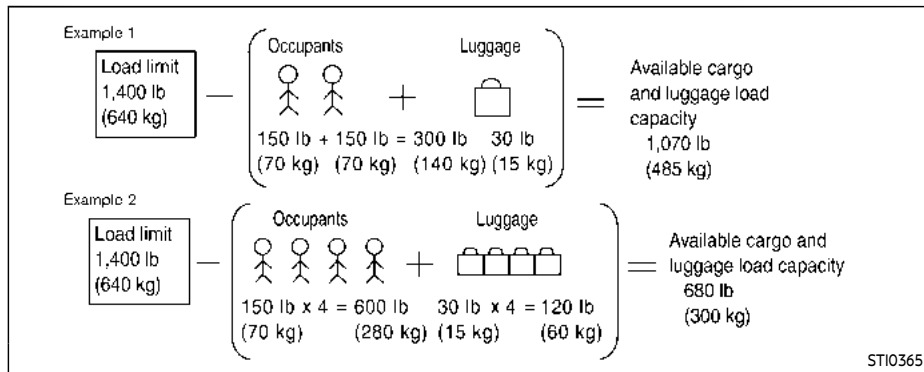 Example 1
Load limit
1,400 lb
(640 kg)
Occupants
Luggage
150 lb + 150 lb = 300 lb 30 lb
(70 kg) (70 kg) (140 kg) (15 kg)
Available cargo
and luggage load
capacity
1,070 lb
(485 kg)
Example 2
Load limit
1,400 lb
(640 kg)
Occupants
Luggage
150 lb x 4 = 600 lb 30 lb x 4 = 120 lb
(70 kg) (280 kg) (15 kg) (60 kg)
Available cargo and
luggage load capacity
680 lb
(300 kg)
STI0365